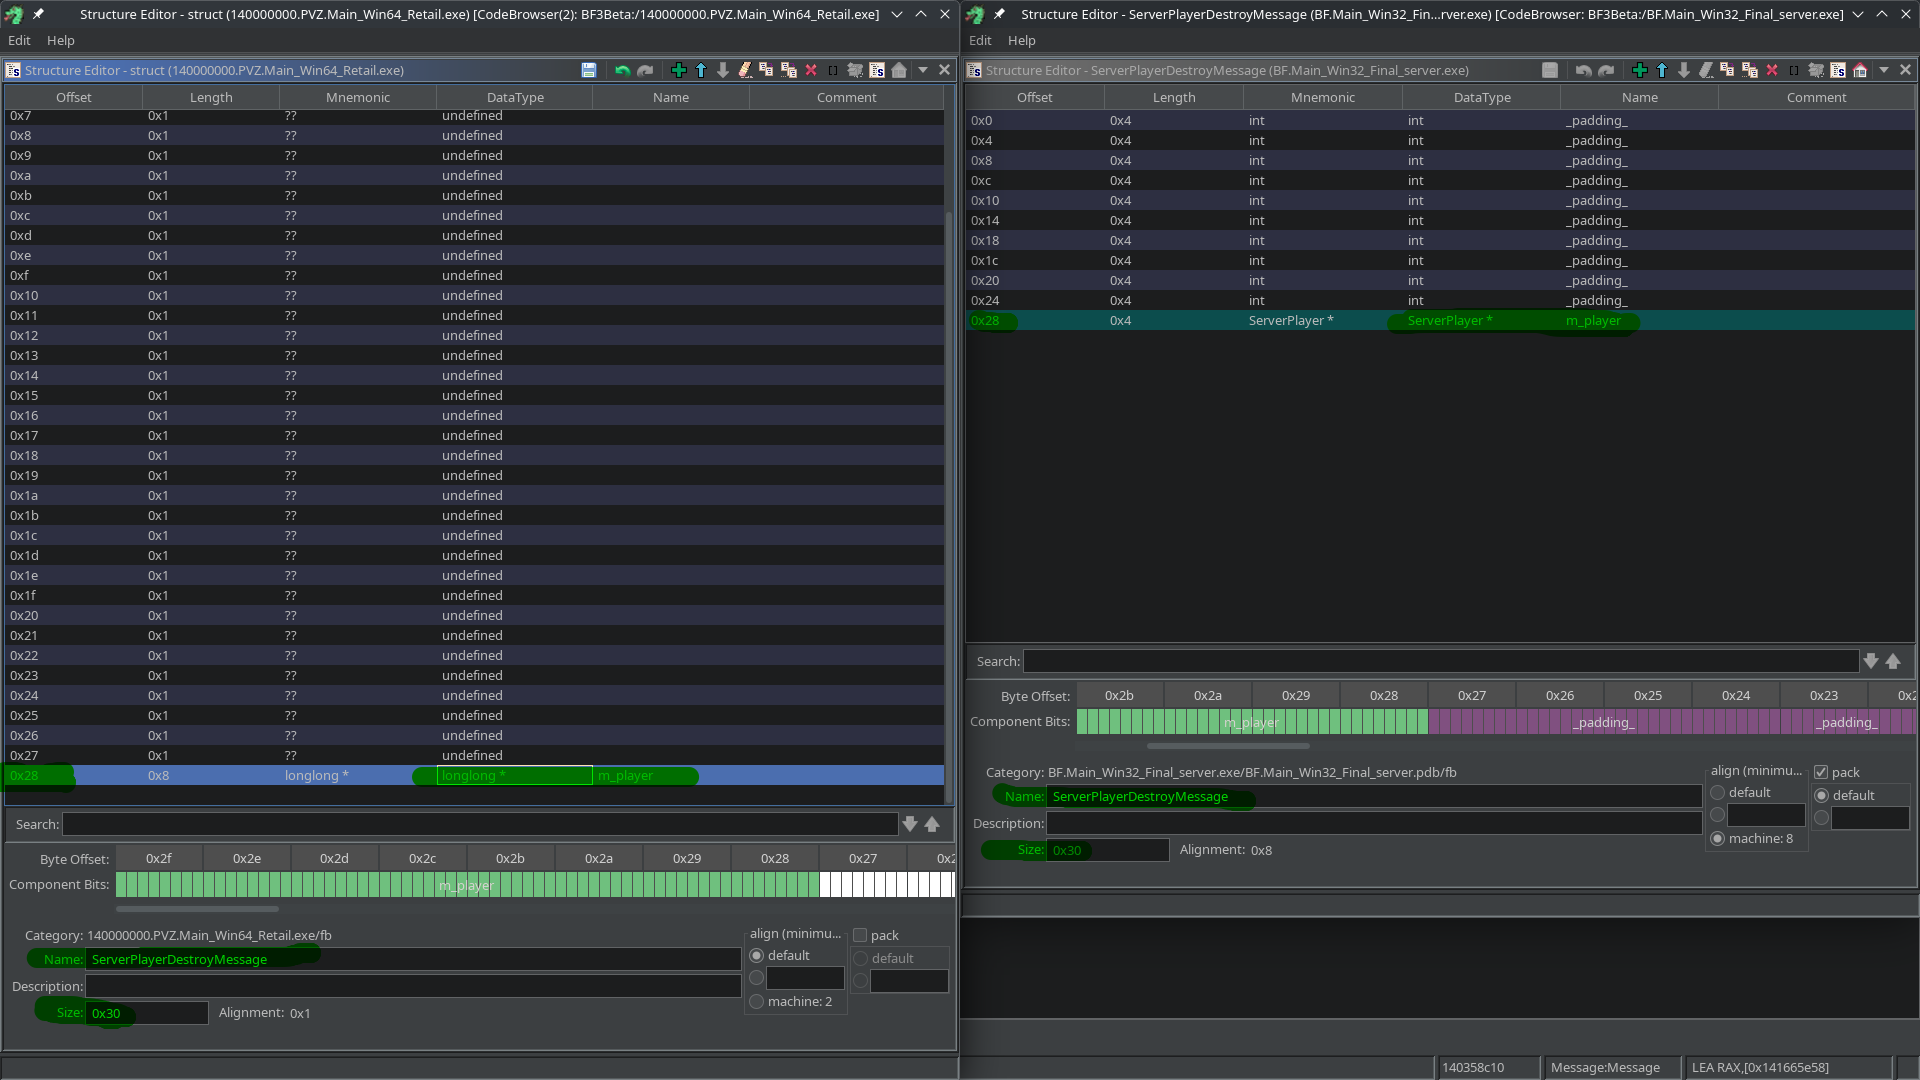 Structure Editor - struct (140000000.PVZ.Main_Win64_Retail.exe) [CodeBrowser(2): BF3Beta:/140000000.PVZ.Main_Win64_Retail.exe]
Edit Help
Structure Editor - struct (140000000.PVZ.Main_Win64_Retail.exe)
Offset Length Mnemonic DataType Name Comment
0x7 0x1 ?? undefined
0x8 0x1 ?? undefined
0x9 0x1 ?? undefined
0xa 0x1 ?? undefined
0xb 0x1 ?? undefined
0xc 0x1 ?? undefined
0xd 0x1 ?? undefined
0xe 0x1 ?? undefined
0xf 0x1 ?? undefined
0x10 0x1 ?? undefined
0x11 0x1 ?? undefined
0x12 0x1 ?? undefined
0x13 0x1 ?? undefined
0x14 0x1 ?? undefined
0x15 0x1 ?? undefined
0x16 0x1 ?? undefined
0x17 0x1 ?? undefined
0x18 0x1 ?? undefined
0x19 0x1 ?? undefined
0x1a 0x1 ?? undefined
0x1b 0x1 ?? undefined
0x1c 0x1 ?? undefined
0x1d 0x1 ?? undefined
0x1e 0x1 ?? undefined
0x1f 0x1 ?? undefined
0x20 0x1 ?? undefined
0x21 0x1 ?? undefined
0x22 0x1 ?? undefined
0x23 0x1 ?? undefined
0x24 0x1 ?? undefined
0x25 0x1 ?? undefined
0x26 0x1 ?? undefined
0x27 0x1 ?? undefined
0x28 0x8 longlong * longlong * m_player
Search:
Byte Offset: 0x2f 0x2e 0x2d 0x2c 0x2b 0x2a 0x29 0x28 0x27 0x2
Component Bits: m_player
Category: 140000000.PVZ.Main_Win64_Retail.exe/fb
Name: ServerPlayerDestroyMessage
Description:
Size: 0x30 Alignment: 0x1
align (minimu... pack
default default
machine: 2
Structure Editor - ServerPlayerDestroyMessage (BF.Main_Win32_Fin...rver.exe) [CodeBrowser: BF3Beta:/BF.Main_Win32_Final_server.exe]
Edit Help
Structure Editor - ServerPlayerDestroyMessage (BF.Main_Win32_Final_server.exe)
Offset Length Mnemonic DataType Name Comment
0x0 0x4 int int _padding_
0x4 0x4 int int _padding_
0x8 0x4 int int _padding_
0xc 0x4 int int _padding_
0x10 0x4 int int _padding_
0x14 0x4 int int _padding_
0x18 0x4 int int _padding_
0x1c 0x4 int int _padding_
0x20 0x4 int int _padding_
0x24 0x4 int int _padding_
0x28 0x4 ServerPlayer * ServerPlayer * m_player
Search:
Byte Offset: 0x2b 0x2a 0x29 0x28 0x27 0x26 0x25 0x24 0x23 0x2
Component Bits: m_player _padding_ _padding_
Category: BF.Main_Win32_Final_server.exe/BF.Main_Win32_Final_server.pdb/fb
Name: ServerPlayerDestroyMessage
Description:
Size: 0x30 Alignment: 0x8
align (minimu... pack
default default
machine: 8
140358c10 Message:Message LEA RAX,[0x141665e58]